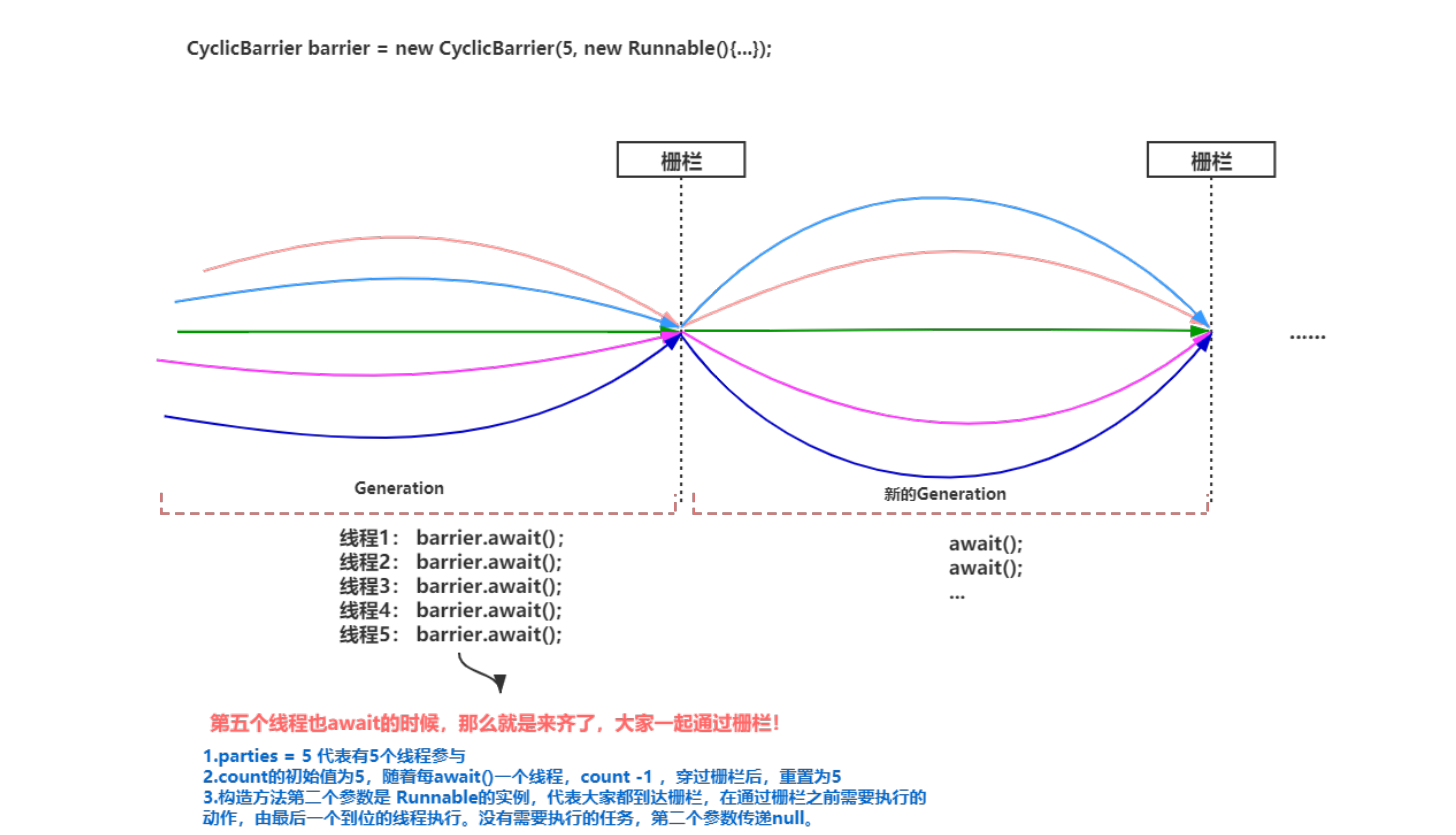 CyclicBarrier barrier = new CyclicBarrier(5, new Runnable(){...});
栅栏
栅栏
......
Generation
新的Generation
线程1： barrier.await();
线程2： barrier.await();
线程3： barrier.await();
线程4： barrier.await();
线程5： barrier.await();
await();
await();
...
第五个线程也await的时候，那么就是来齐了，大家一起通过栅栏！
1.parties = 5 代表有5个线程参与
2.count的初始值为5，随着每await()一个线程，count -1 ，穿过栅栏后，重置为5
3.构造方法第二个参数是 Runnable的实例，代表大家都到达栅栏，在通过栅栏之前需要执行的
动作，由最后一个到位的线程执行。没有需要执行的任务，第二个参数传递null。